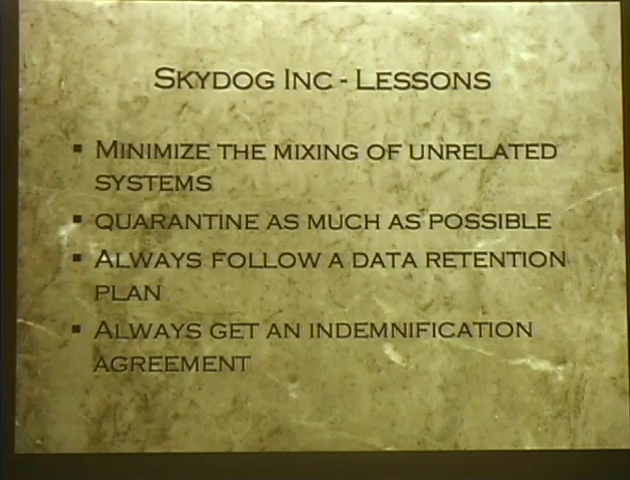 Skydog Inc - Lessons
▪ Minimize the mixing of unrelated
systems
▪ quarantine as much as possible
▪ Always follow a data retention
plan
▪ Always get an indemnification
agreement